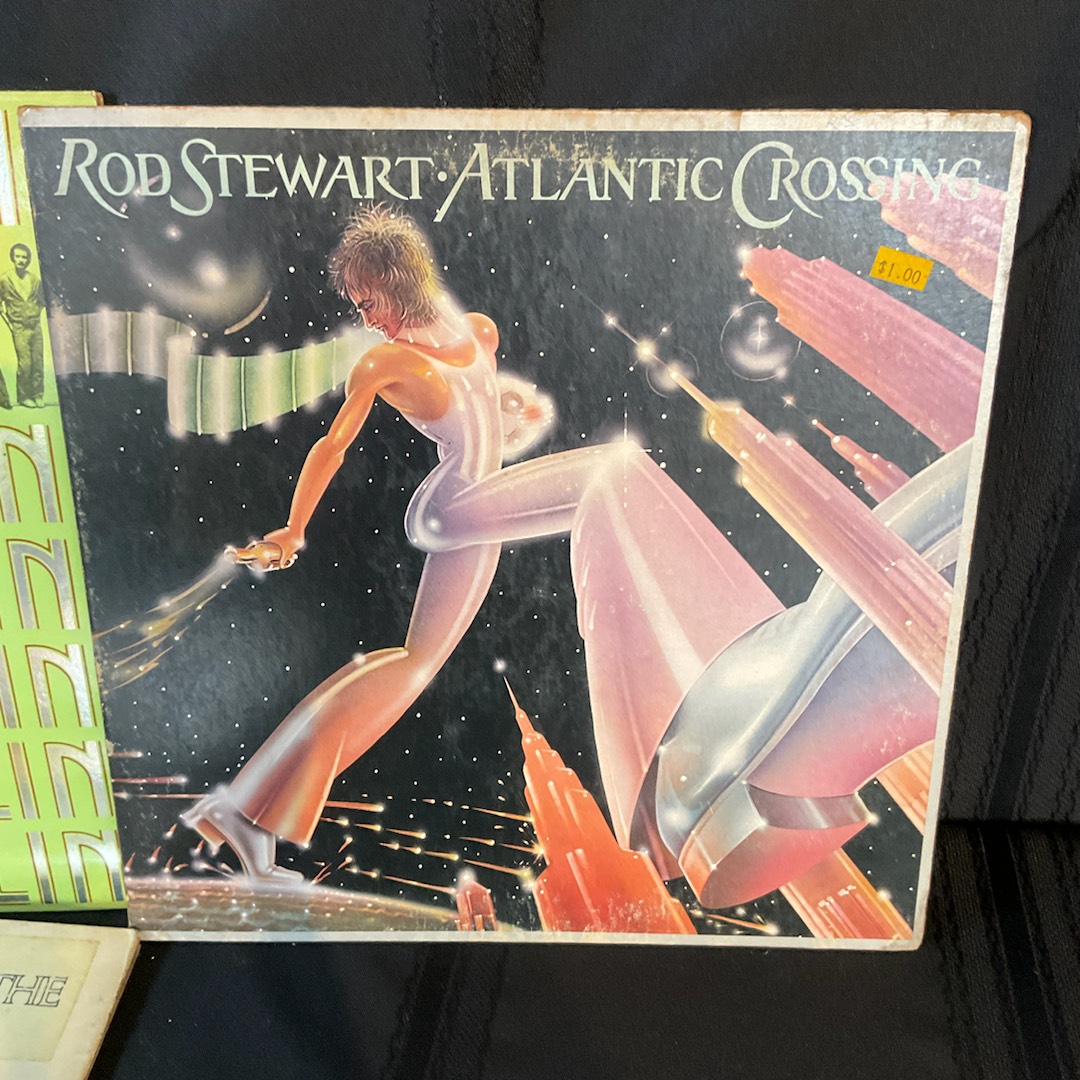 ROD STEWART · ATLANTIC CROSSING
$1.00
THE